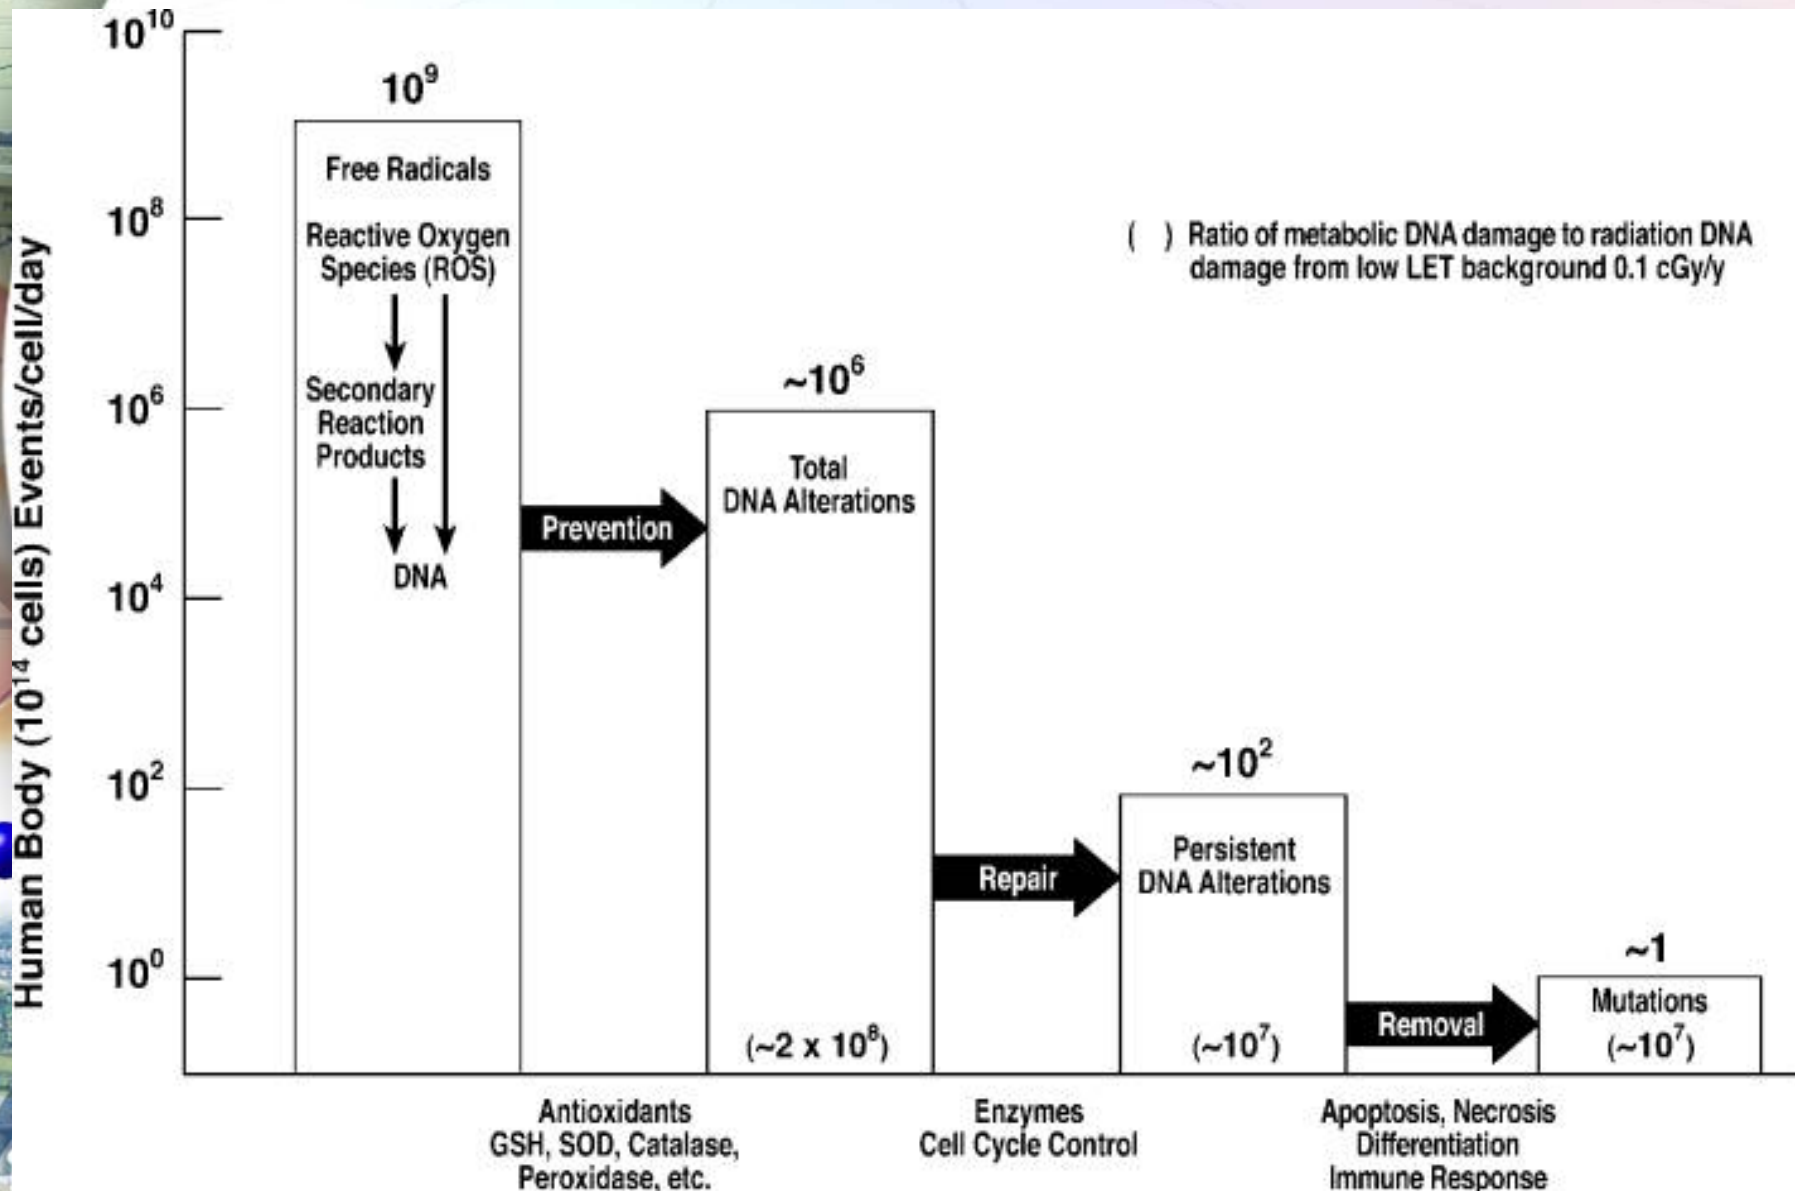 Human Body (10¹⁴ cells) Events/cell/day
10¹⁰
10⁸
10⁶
10⁴
10²
10⁰
10⁹
Free Radicals
Reactive Oxygen
Species (ROS)
Secondary
Reaction
Products
DNA
Prevention
~10⁶
Total
DNA Alterations
(~2 x 10⁸)
Repair
~10²
Persistent
DNA Alterations
(~10⁷)
Removal
~1
Mutations
(~10⁷)
( ) Ratio of metabolic DNA damage to radiation DNA
damage from low LET background 0.1 cGy/y
Antioxidants
GSH, SOD, Catalase,
Peroxidase, etc.
Enzymes
Cell Cycle Control
Apoptosis, Necrosis
Differentiation
Immune Response